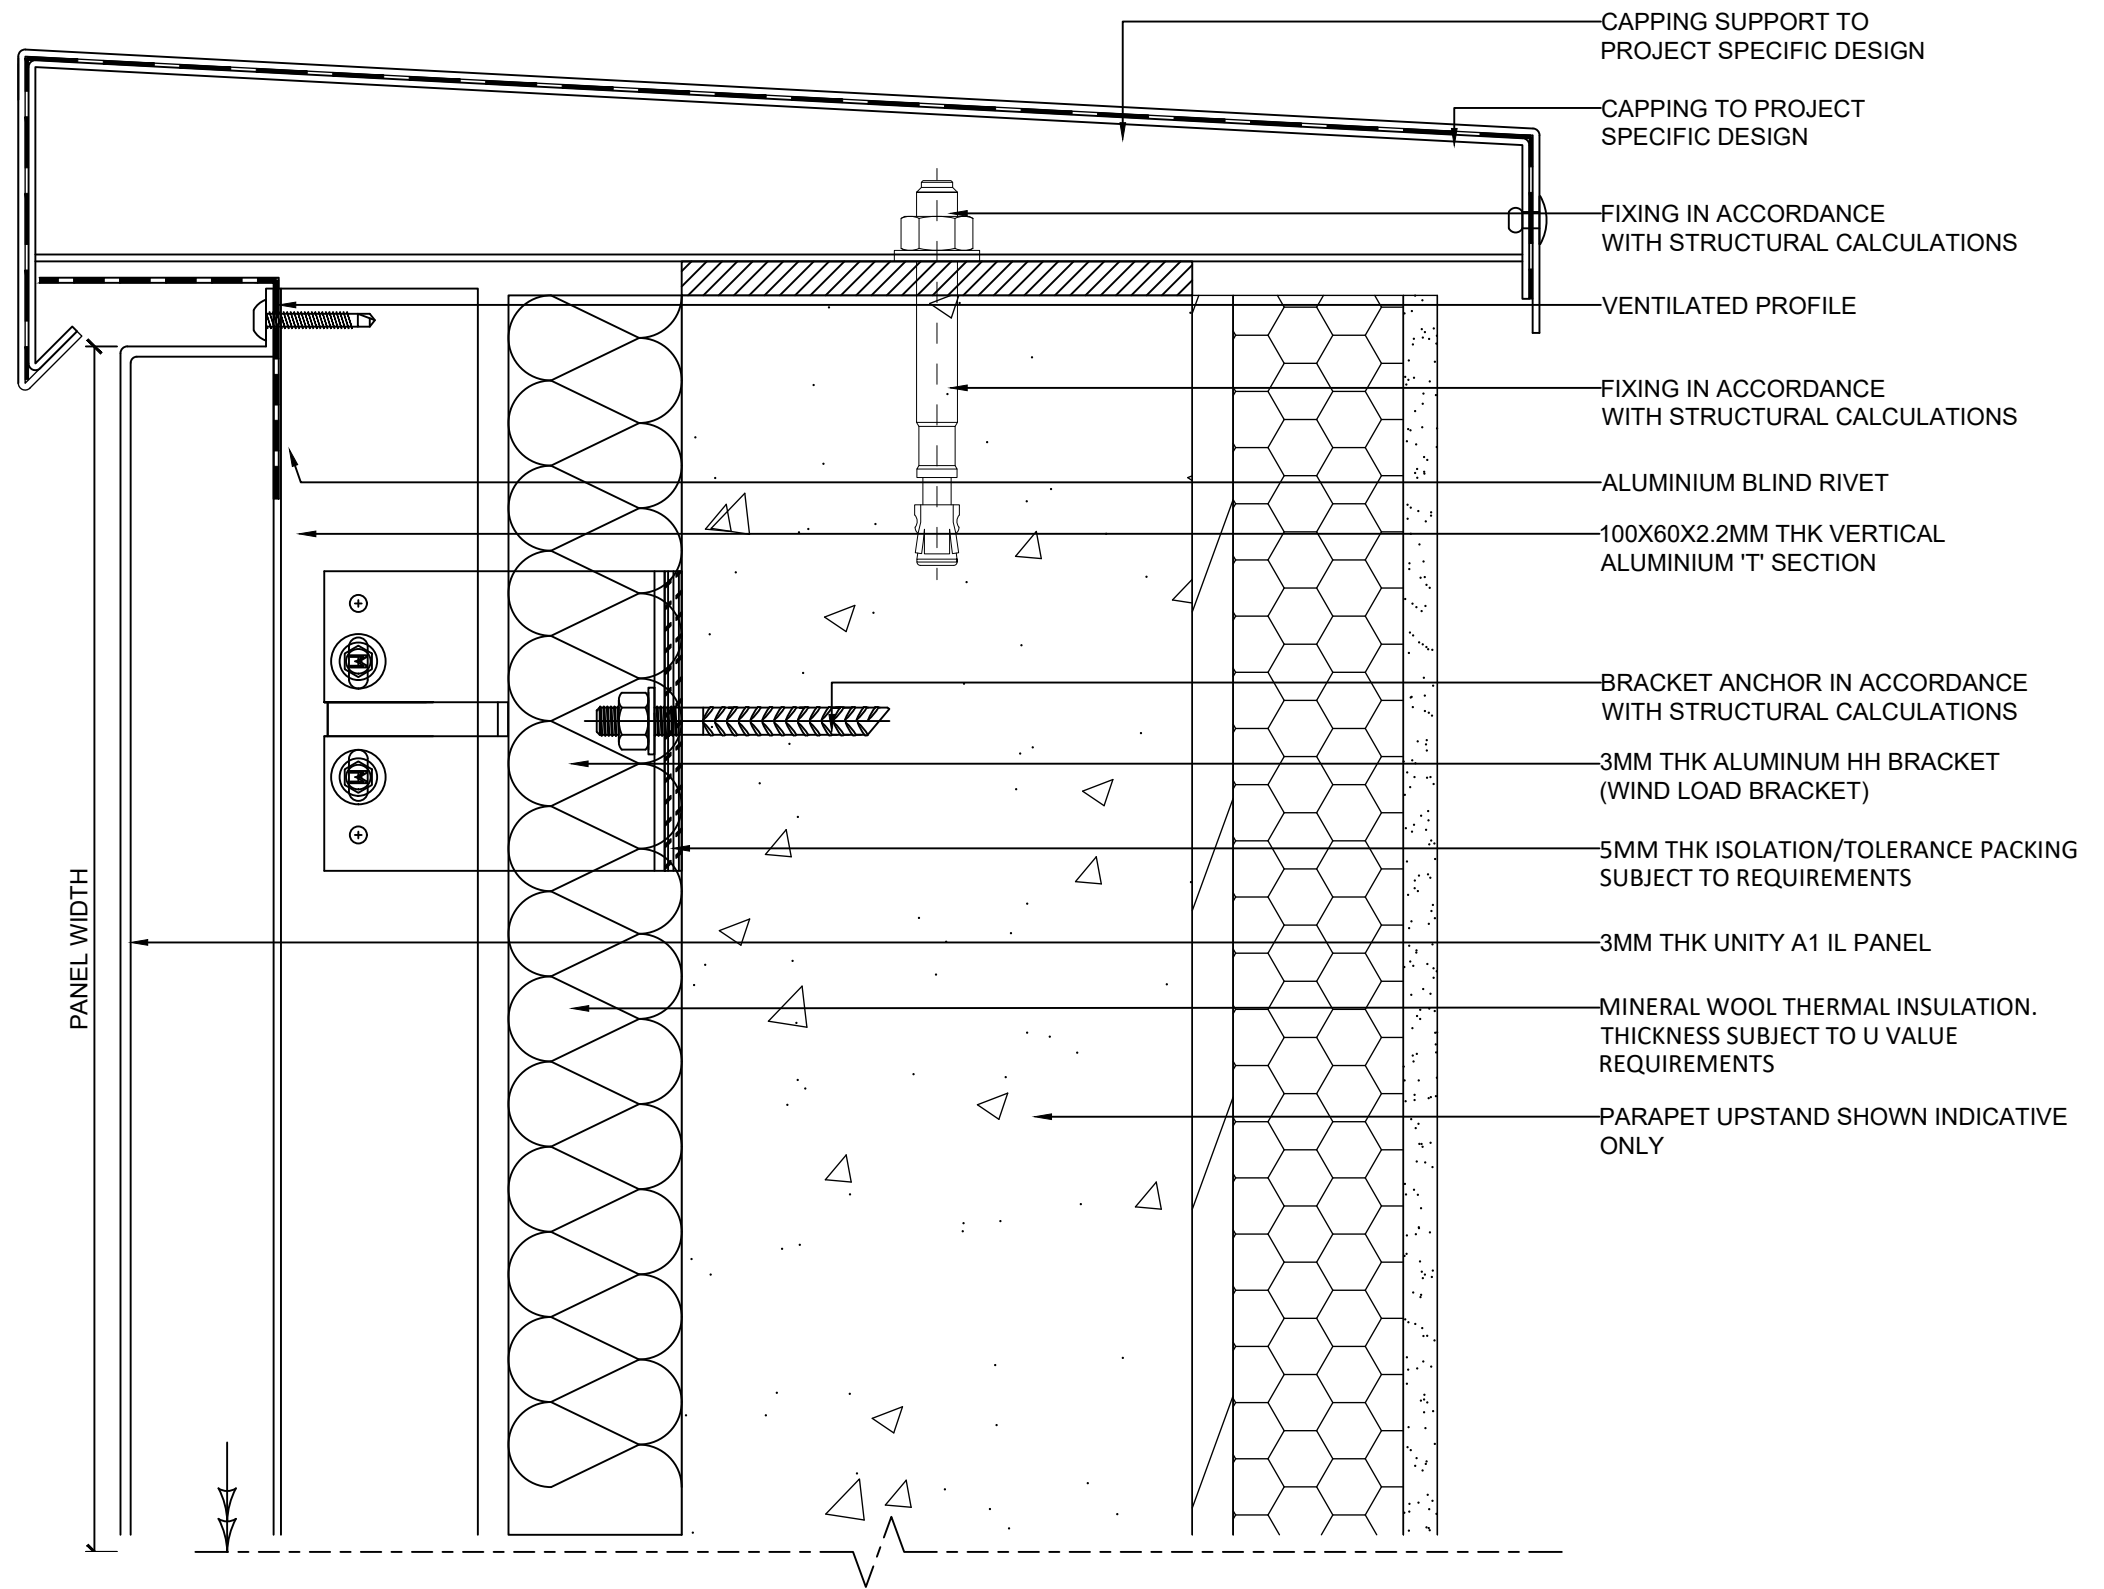 CAPPING SUPPORT TO
PROJECT SPECIFIC DESIGN
CAPPING TO PROJECT
SPECIFIC DESIGN
FIXING IN ACCORDANCE
WITH STRUCTURAL CALCULATIONS
VENTILATED PROFILE
FIXING IN ACCORDANCE
WITH STRUCTURAL CALCULATIONS
ALUMINIUM BLIND RIVET
100X60X2.2MM THK VERTICAL
ALUMINIUM 'T' SECTION
BRACKET ANCHOR IN ACCORDANCE
WITH STRUCTURAL CALCULATIONS
3MM THK ALUMINUM HH BRACKET
(WIND LOAD BRACKET)
5MM THK ISOLATION/TOLERANCE PACKING
SUBJECT TO REQUIREMENTS
3MM THK UNITY A1 IL PANEL
MINERAL WOOL THERMAL INSULATION.
THICKNESS SUBJECT TO U VALUE
REQUIREMENTS
PARAPET UPSTAND SHOWN INDICATIVE
ONLY
PANEL WIDTH